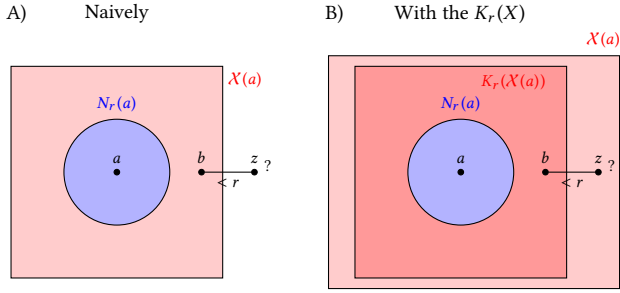 A) Naively
B) With the K_r(X)
X(a)
N_r(a)
a
b
z
?
< r
X(a)
K_r(X(a))
N_r(a)
a
b
z
?
< r